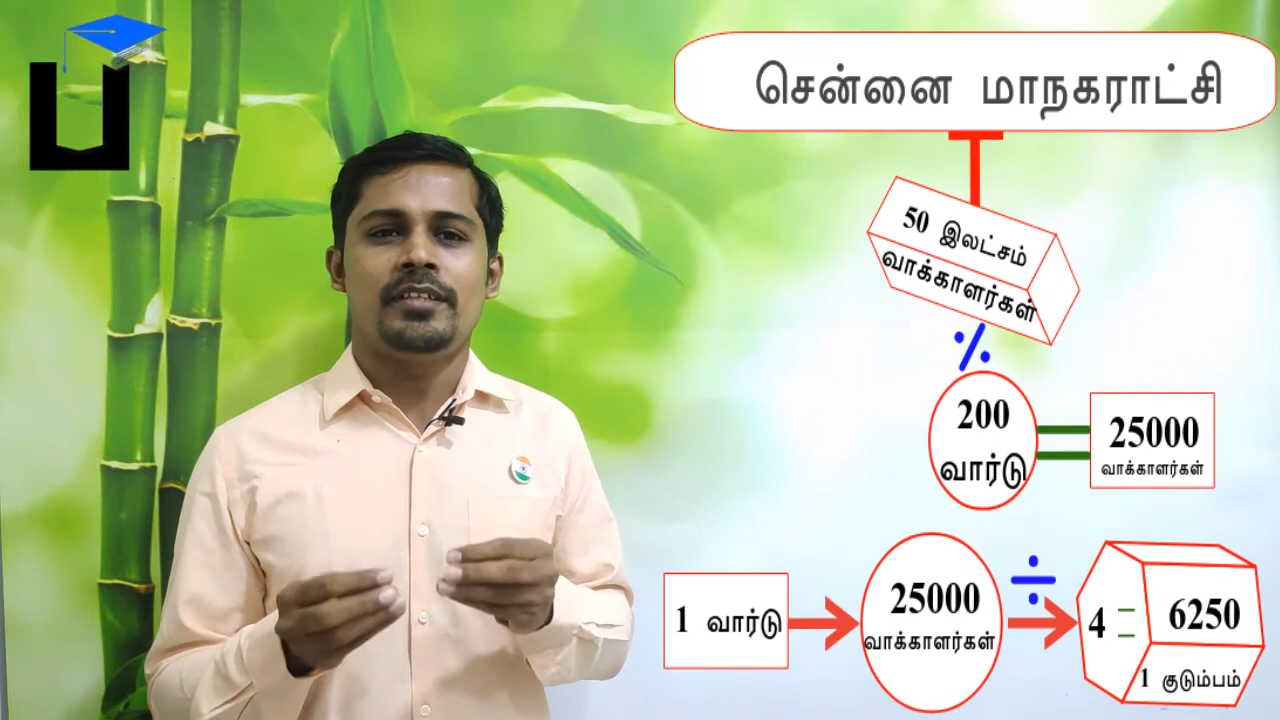 சென்னை மாநகராட்சி
50 இலட்சம்
வாக்காளர்கள்
%
200
வார்டு
=
25000
வாக்காளர்கள்
1 வார்டு
25000
வாக்காளர்கள்
÷
4 = 6250
1 குடும்பம்